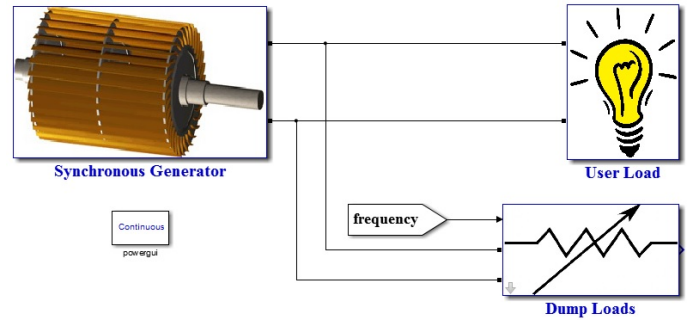 Synchronous Generator
User Load
frequency
Continuous
powergui
Dump Loads